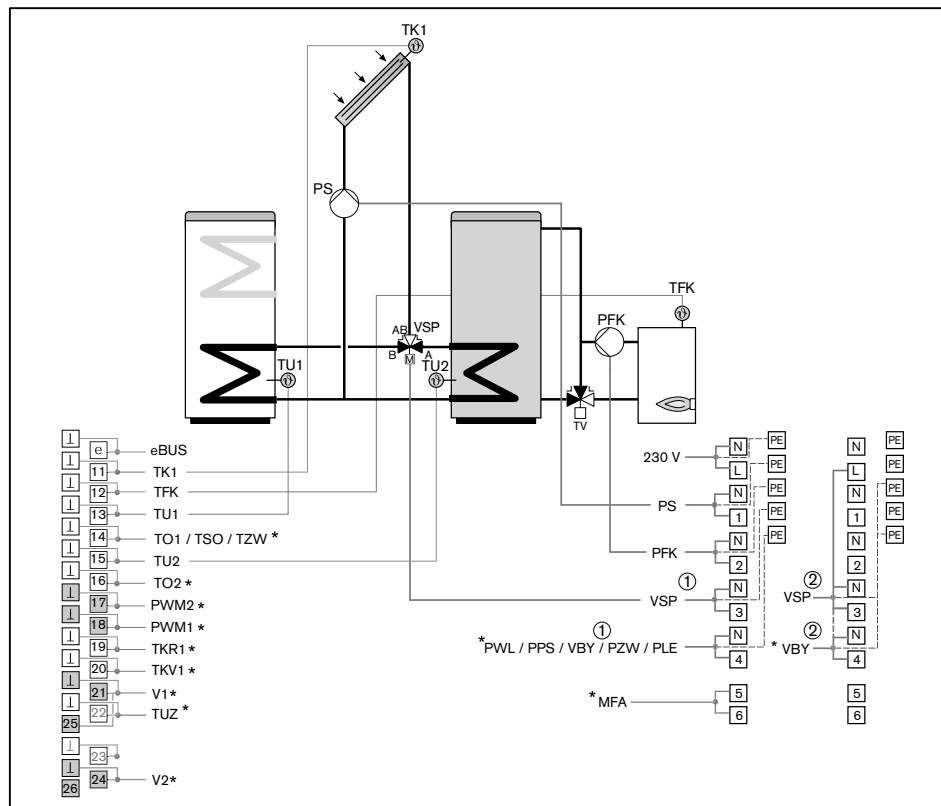 TK1
PS
TFK
PFK
AB VSP
B A
M
TU1 TU2
TV
⊥ e eBUS
⊥ 11 TK1
⊥ 12 TFK
⊥ 13 TU1
⊥ 14 TO1 / TSO / TZW *
⊥ 15 TU2
⊥ 16 TO2 *
⊥ 17 PWM2 *
⊥ 18 PWM1 *
⊥ 19 TKR1 *
⊥ 20 TKV1 *
⊥ 21 V1 *
⊥ 22 TUZ *
25
⊥ 23
⊥ 24 V2 *
26
230 V N L PE
PS N 1 PE
PFK N 2 PE
① VSP N 3 PE
① *PWL / PPS / VBY / PZW / PLE N 4 PE
*MFA 5 6
N L PE
N 1 PE
N 2 PE
② VSP N 3 PE
② * VBY N 4 PE
5
6